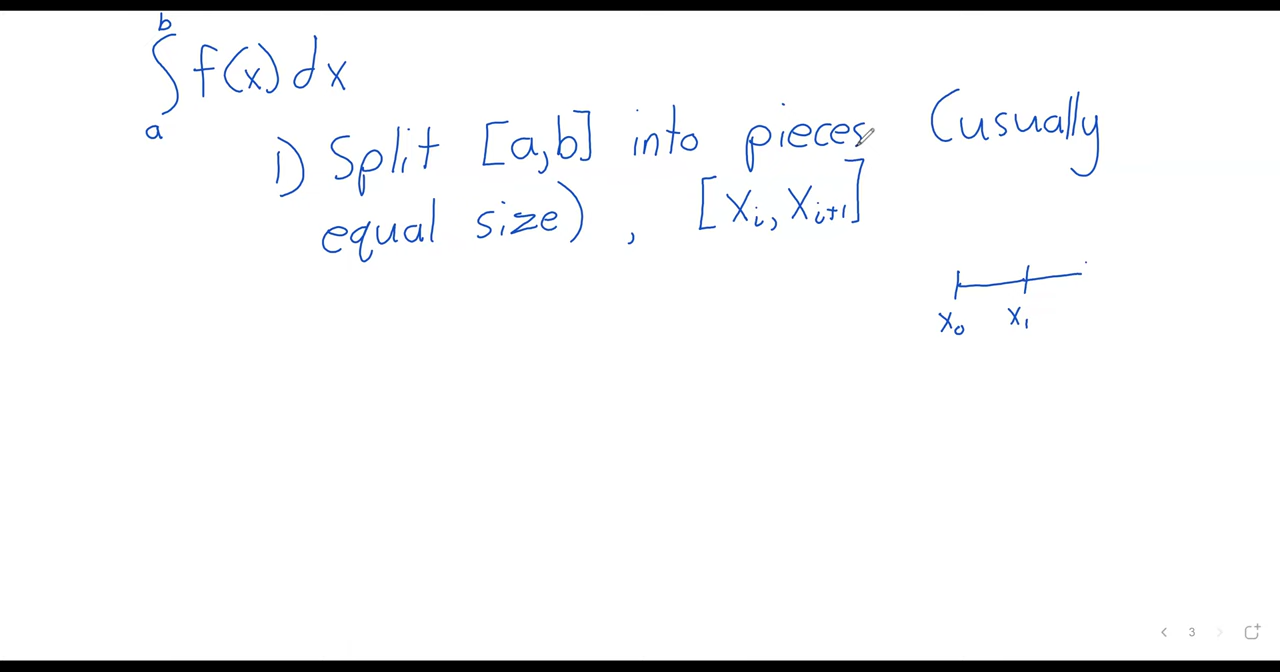 ∫_a^b f(x) dx
1) Split [a,b] into pieces (usually
equal size), [x_i, x_{i+1}]
x_0 x_1
< 3 >